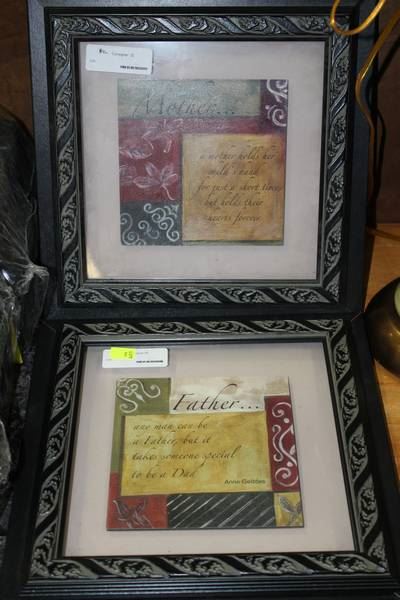 Mother...
a mother holds her
child's hand
for just a short time,
but holds their
hearts forever
Father...
any man can be
a Father, but it
takes someone special
to be a Dad
Anne Geddes